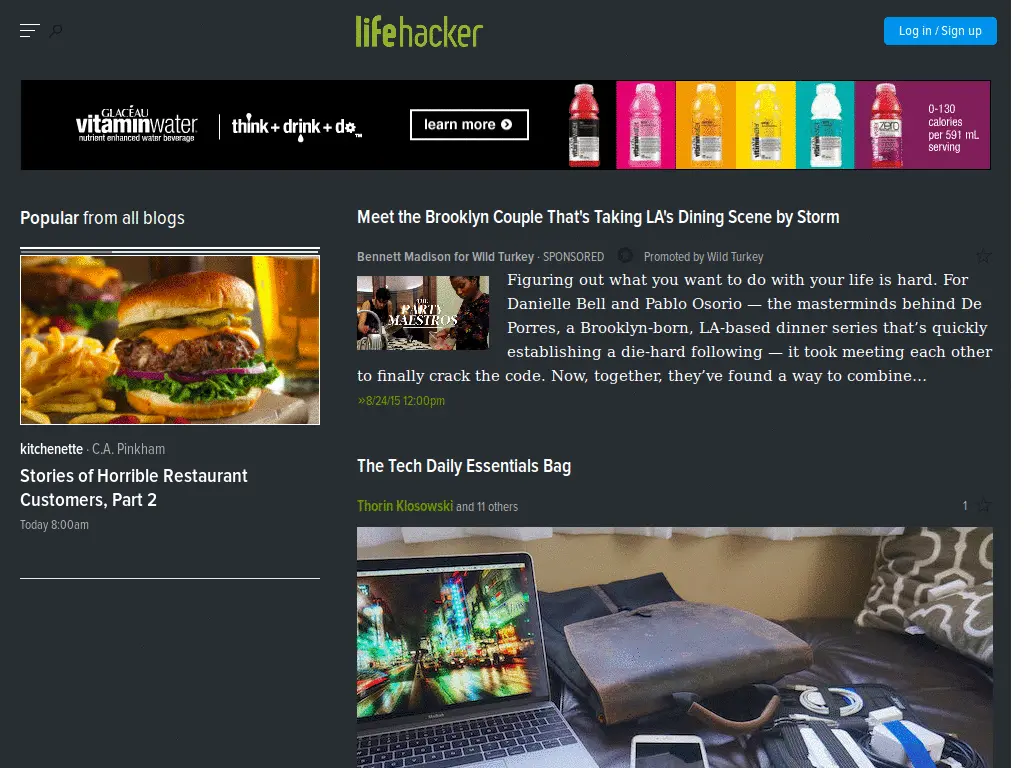 lifehacker
Log in / Sign up
GLACÉAU
vitaminwater
nutrient enhanced water beverage
think + drink + do
learn more
zero
0-130
calories
per 591 mL
serving
Popular from all blogs
kitchenette · C.A. Pinkham
Stories of Horrible Restaurant
Customers, Part 2
Today 8:00am
Meet the Brooklyn Couple That's Taking LA's Dining Scene by Storm
Bennett Madison for Wild Turkey · SPONSORED Promoted by Wild Turkey
THE
PARTY
MAESTROS
Figuring out what you want to do with your life is hard. For
Danielle Bell and Pablo Osorio — the masterminds behind De
Porres, a Brooklyn-born, LA-based dinner series that’s quickly
establishing a die-hard following — it took meeting each other
to finally crack the code. Now, together, they’ve found a way to combine...
»8/24/15 12:00pm
The Tech Daily Essentials Bag
Thorin Klosowski and 11 others
1